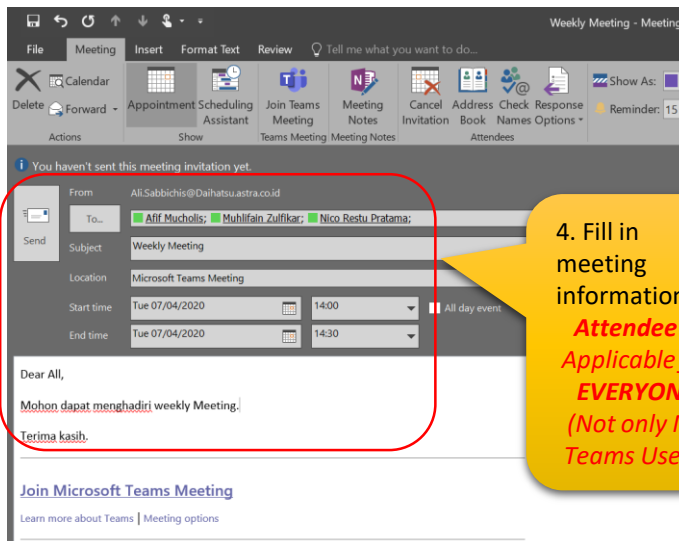 Weekly Meeting - Meeting
File Meeting Insert Format Text Review Tell me what you want to do...
Delete Calendar Forward Appointment Scheduling Assistant Join Teams Meeting Meeting Notes Cancel Invitation Address Book Check Names Response Options Show As: Reminder: 15
Actions Show Teams Meeting Meeting Notes Attendees
You haven't sent this meeting invitation yet.
Send
From Ali.Sabbichis@Daihatsu.astra.co.id
To... Afif Mucholis; Muhlifain Zulfikar; Nico Restu Pratama;
Subject Weekly Meeting
Location Microsoft Teams Meeting
Start time Tue 07/04/2020 14:00 All day event
End time Tue 07/04/2020 14:30
Dear All,
Mohon dapat menghadiri weekly Meeting.
Terima kasih.
Join Microsoft Teams Meeting
Learn more about Teams | Meeting options
4. Fill in
meeting
information
Attendee
Applicable
EVERYON
(Not only
Teams Use